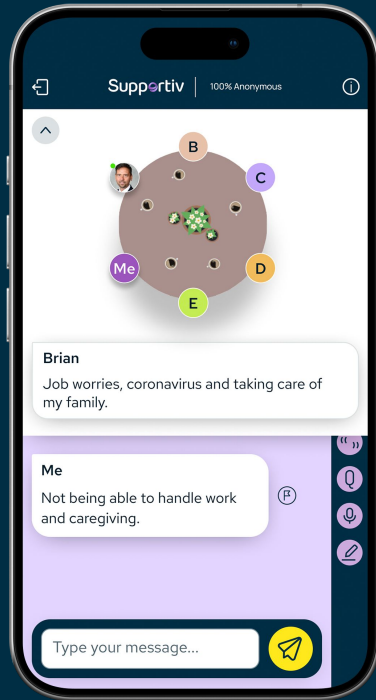 Supportiv
100% Anonymous
B
C
Me
D
E
Brian
Job worries, coronavirus and taking care of
my family.
Me
Not being able to handle work
and caregiving.
Type your message...